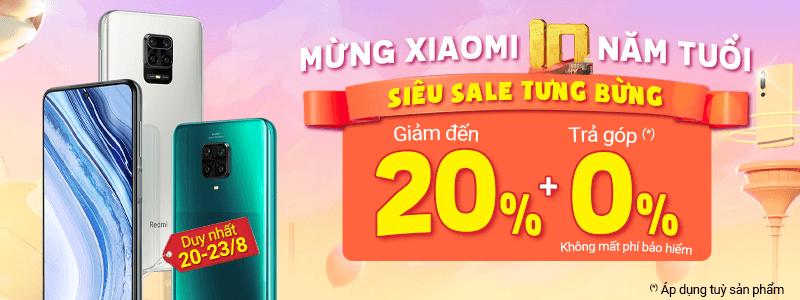 MỪNG XIAOMI 10 NĂM TUỔI
SIÊU SALE TƯNG BỪNG
Giảm đến
20%
+
Trả góp (*)
0%
Không mất phí bảo hiểm
Redmi
Duy nhất
20-23/8
(*) Áp dụng tuỳ sản phẩm